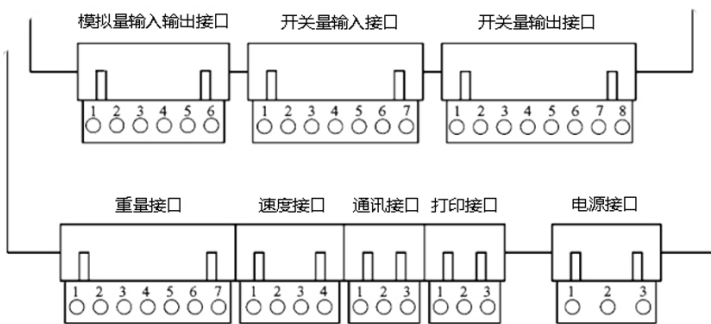 模拟量输入输出接口 开关量输入接口 开关量输出接口
1 2 3 4 5 6 1 2 3 4 5 6 7 1 2 3 4 5 6 7 8
重量接口 速度接口 通讯接口 打印接口 电源接口
1 2 3 4 5 6 7 1 2 3 4 1 2 3 1 2 3 1 2 3